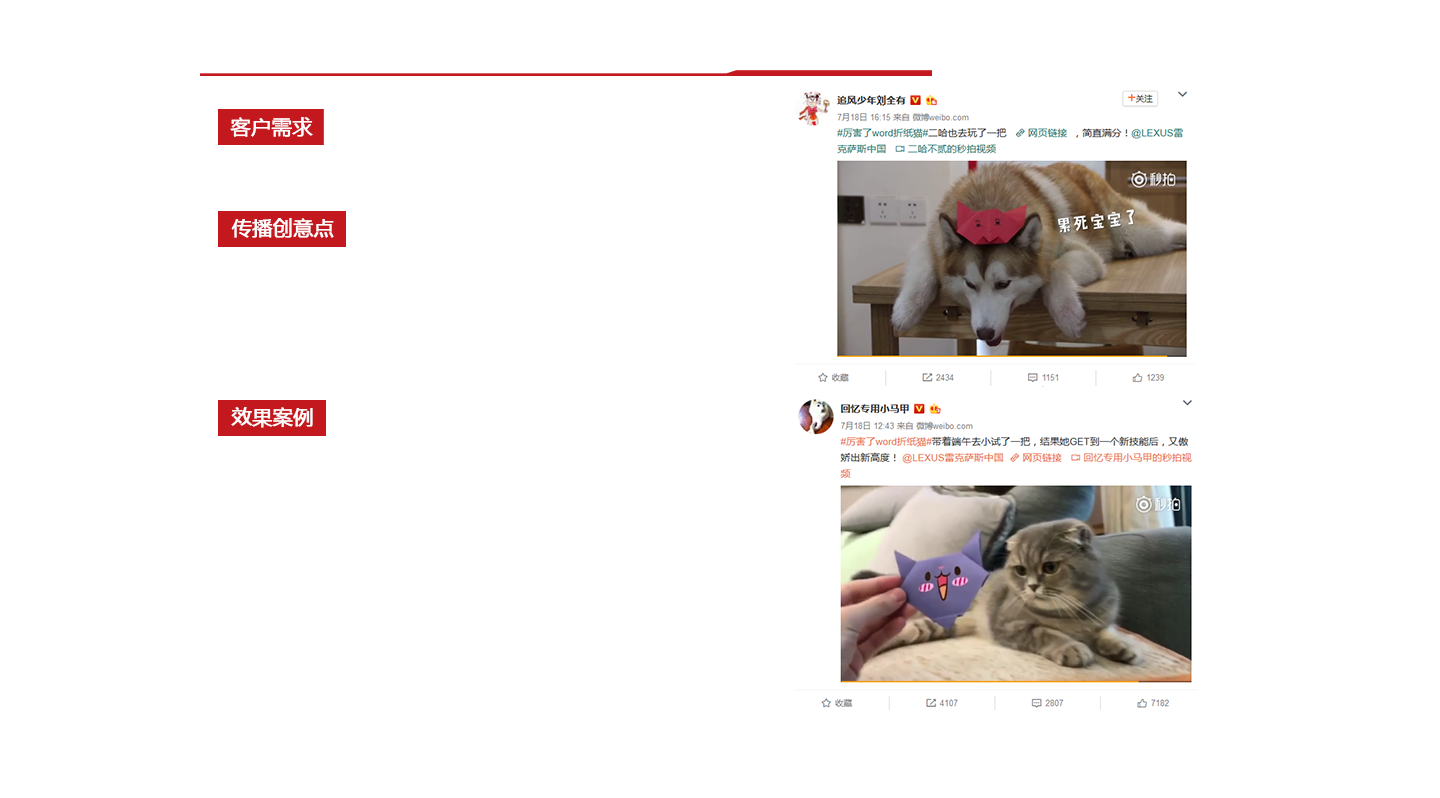 客户需求
传播创意点
效果案例
追风少年刘全有
+关注
7月18日 16:15 来自 微博weibo.com
#厉害了word折纸猫#二哈也去玩了一把 网页链接 ，简直满分！@LEXUS雷
克萨斯中国 二哈不贰的秒拍视频
秒拍
累死宝宝了
收藏 2434 1151 1239
回忆专用小马甲
7月18日 12:43 来自 微博weibo.com
#厉害了word折纸猫#带着端午去小试了一把，结果她GET到一个新技能后，又傲
娇出新高度！ @LEXUS雷克萨斯中国 网页链接 回忆专用小马甲的秒拍视
频
秒拍
收藏 4107 2807 7182